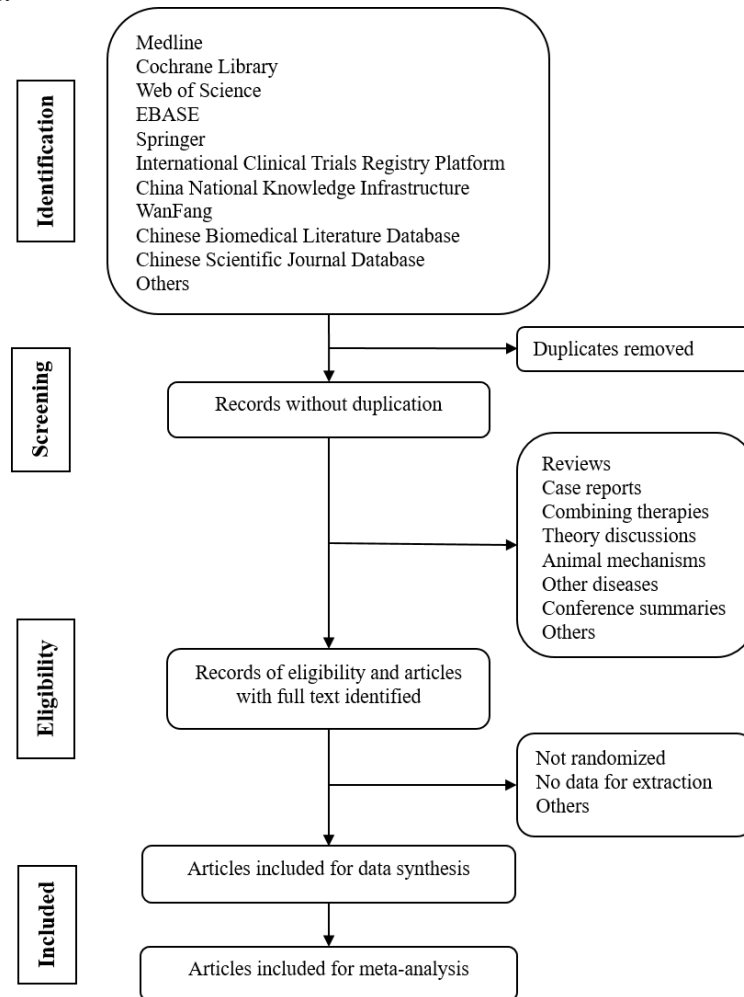 Identification
Medline
Cochrane Library
Web of Science
EBASE
Springer
International Clinical Trials Registry Platform
China National Knowledge Infrastructure
WanFang
Chinese Biomedical Literature Database
Chinese Scientific Journal Database
Others
Duplicates removed
Screening
Records without duplication
Reviews
Case reports
Combining therapies
Theory discussions
Animal mechanisms
Other diseases
Conference summaries
Others
Eligibility
Records of eligibility and articles
with full text identified
Not randomized
No data for extraction
Others
Included
Articles included for data synthesis
Articles included for meta-analysis